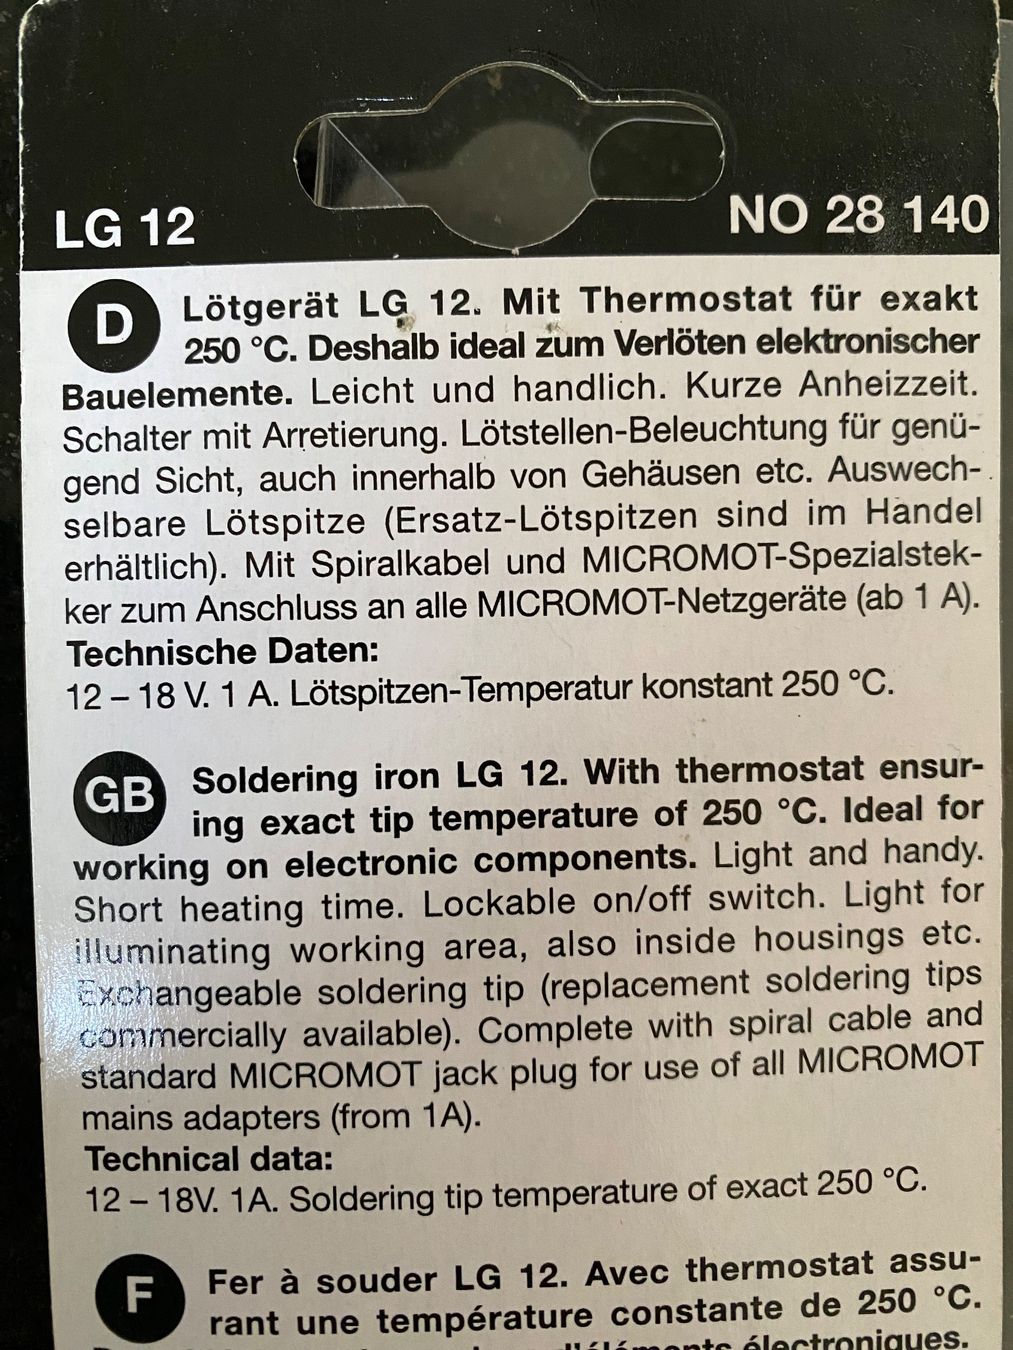 LG 12
NO 28 140
D
Lötgerät LG 12. Mit Thermostat für exakt
250 °C. Deshalb ideal zum Verlöten elektronischer
Bauelemente. Leicht und handlich. Kurze Anheizzeit.
Schalter mit Arretierung. Lötstellen-Beleuchtung für genü-
gend Sicht, auch innerhalb von Gehäusen etc. Auswech-
selbare Lötspitze (Ersatz-Lötspitzen sind im Handel
erhältlich). Mit Spiralkabel und MICROMOT-Spezialstek-
ker zum Anschluss an alle MICROMOT-Netzgeräte (ab 1 A).
Technische Daten:
12 – 18 V. 1 A. Lötspitzen-Temperatur konstant 250 °C.
GB
Soldering iron LG 12. With thermostat ensur-
ing exact tip temperature of 250 °C. Ideal for
working on electronic components. Light and handy.
Short heating time. Lockable on/off switch. Light for
illuminating working area, also inside housings etc.
Exchangeable soldering tip (replacement soldering tips
commercially available). Complete with spiral cable and
standard MICROMOT jack plug for use of all MICROMOT
mains adapters (from 1A).
Technical data:
12 – 18V. 1A. Soldering tip temperature of exact 250 °C.
F
Fer à souder LG 12. Avec thermostat assu-
rant une température constante de 250 °C.
d'éléments électroniques.